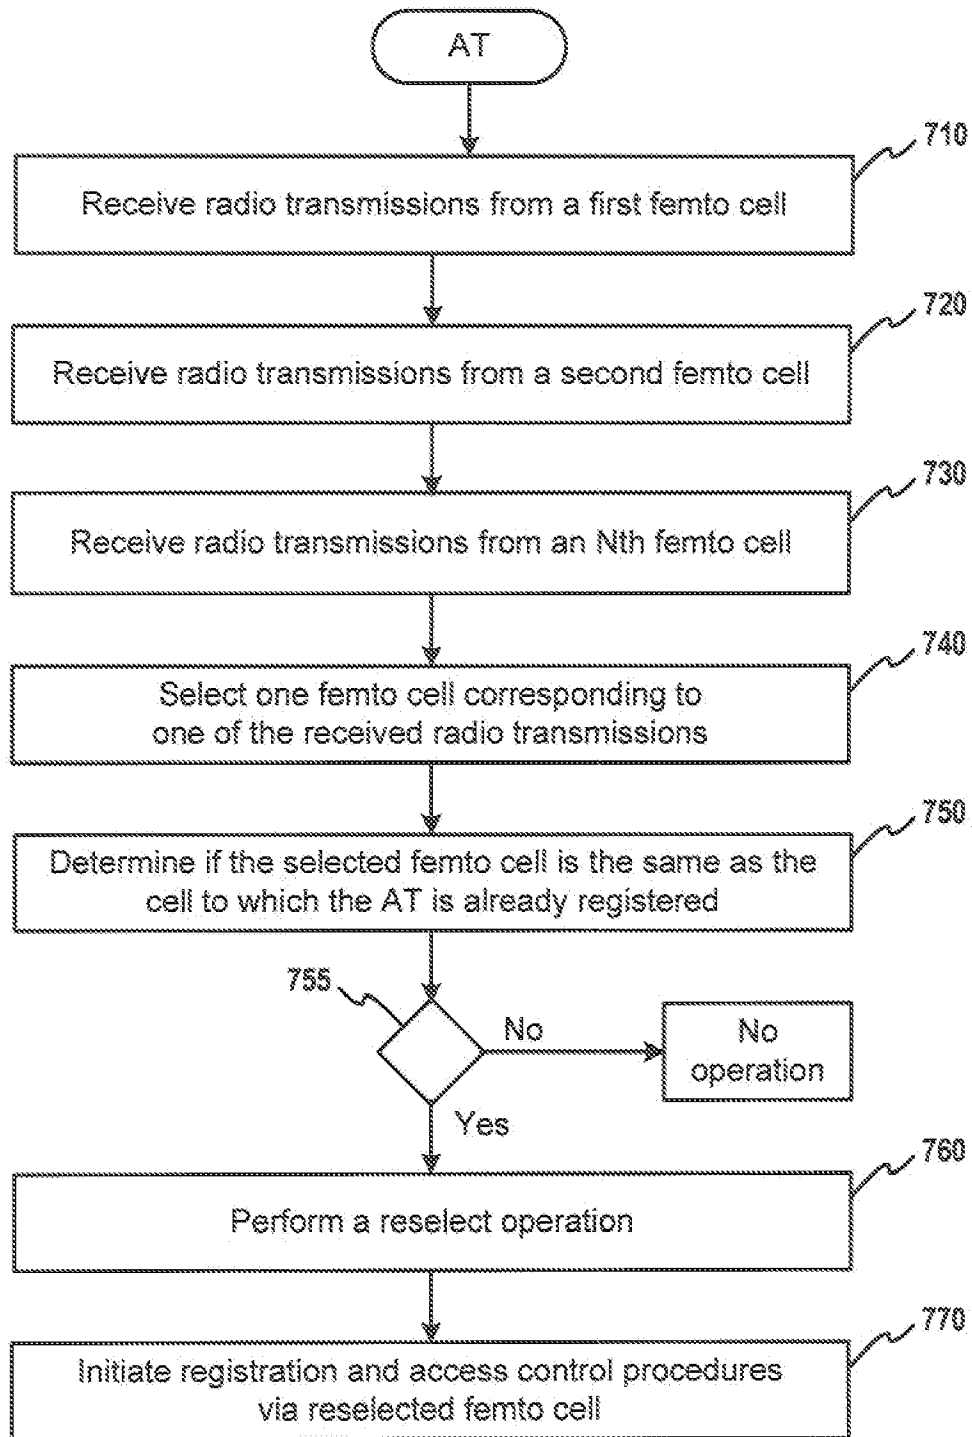 AT
710
Receive radio transmissions from a first femto cell
720
Receive radio transmissions from a second femto cell
730
Receive radio transmissions from an Nth femto cell
740
Select one femto cell corresponding to
one of the received radio transmissions
750
Determine if the selected femto cell is the same as the
cell to which the AT is already registered
755
No
No
operation
Yes
760
Perform a reselect operation
770
Initiate registration and access control procedures
via reselected femto cell